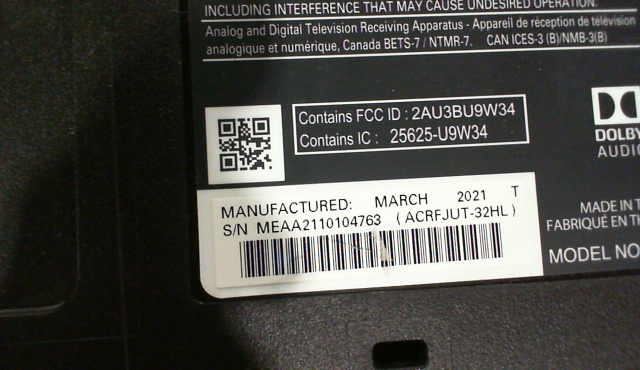 INCLUDING INTERFERENCE THAT MAY CAUSE UNDESIRED OPERATION.
Analog and Digital Television Receiving Apparatus - Appareil de réception de télévision
analogique et numérique, Canada BETS-7 / NTMR-7. CAN ICES-3 (B)/NMB-3(B)
Contains FCC ID : 2AU3BU9W34
Contains IC : 25625-U9W34
DOLBY
AUDIO
MANUFACTURED: MARCH 2021 T
S/N MEAA2110104763 (ACRFJUT-32HL)
MADE IN
FABRIQUÉ EN
MODEL NO